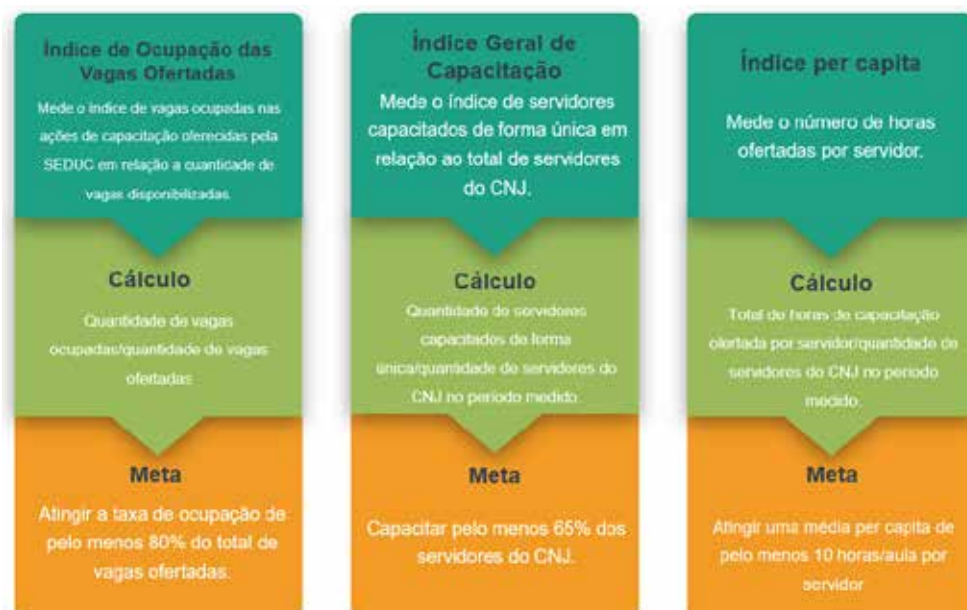 Índice de Ocupação das
Vagas Ofertadas
Mede o índice de vagas ocupadas nas
ações de capacitação oferecidas pela
SEDUC em relação a quantidade de
vagas disponibilizadas.
Cálculo
Quantidade de vagas
ocupadas/quantidade de vagas
ofertadas
Meta
Atingir a taxa de ocupação de
pelo menos 80% do total de
vagas ofertadas.
Índice Geral de
Capacitação
Mede o índice de servidores
capacitados de forma única em
relação ao total de servidores
do CNJ.
Cálculo
Quantidade de servidores
capacitados de forma
única/quantidade de servidores do
CNJ no período medido.
Meta
Capacitar pelo menos 65% dos
servidores do CNJ.
Índice per capita
Mede o número de horas
ofertadas por servidor.
Cálculo
Total de horas de capacitação
ofertada por servidor/quantidade de
servidores do CNJ no período
medido.
Meta
Atingir uma média per capita de
pelo menos 10 horas/aula por
servidor